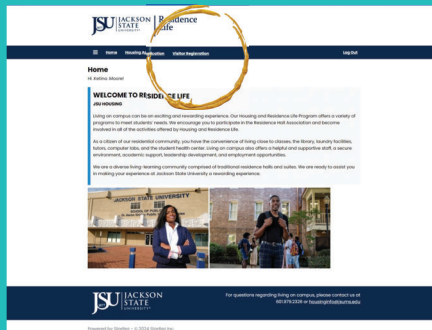 JSU JACKSON STATE UNIVERSITY Residence Life
Home Housing Application Visitor Registration Log Out
Home
WELCOME TO RESIDENCE LIFE
JSU HOUSING
Living on campus can be an exciting and rewarding experience. Our Housing and Residence Life Program offers a variety of
programs to meet students' needs. We encourage you to participate in the Residence Hall Association and become
involved in all of the activities offered by Housing and Residence Life.
As a citizen of our residential community, you have the convenience of living close to classes, the library, laundry facilities,
tutors, computer labs, and the student health center. Living on campus also offers a helpful and supportive staff, a secure
environment, academic support, leadership development, and employment opportunities.
We are a diverse living-learning community comprised of traditional residence halls and suites. We are ready to assist you
in making your experience at Jackson State University a rewarding experience.
JACKSON STATE UNIVERSITY
JSU JACKSON STATE UNIVERSITY
For questions regarding living on campus, please contact us at
601.979.2326 or housinginfo@jsums.edu
Powered by StarRez - © 2024 StarRez Inc.